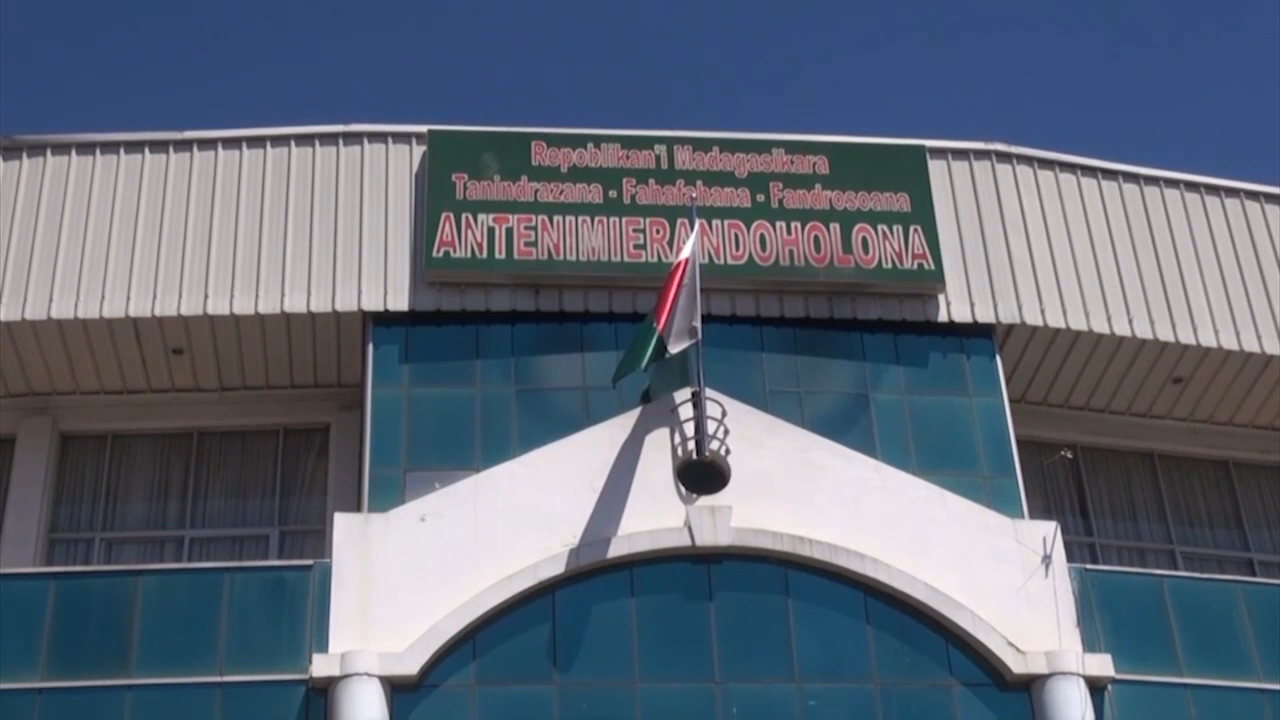 Repoblikan'i Madagasikara
Tanindrazana - Fahafahana - Fandrosoana
ANTENIMIERANDOHOLONA